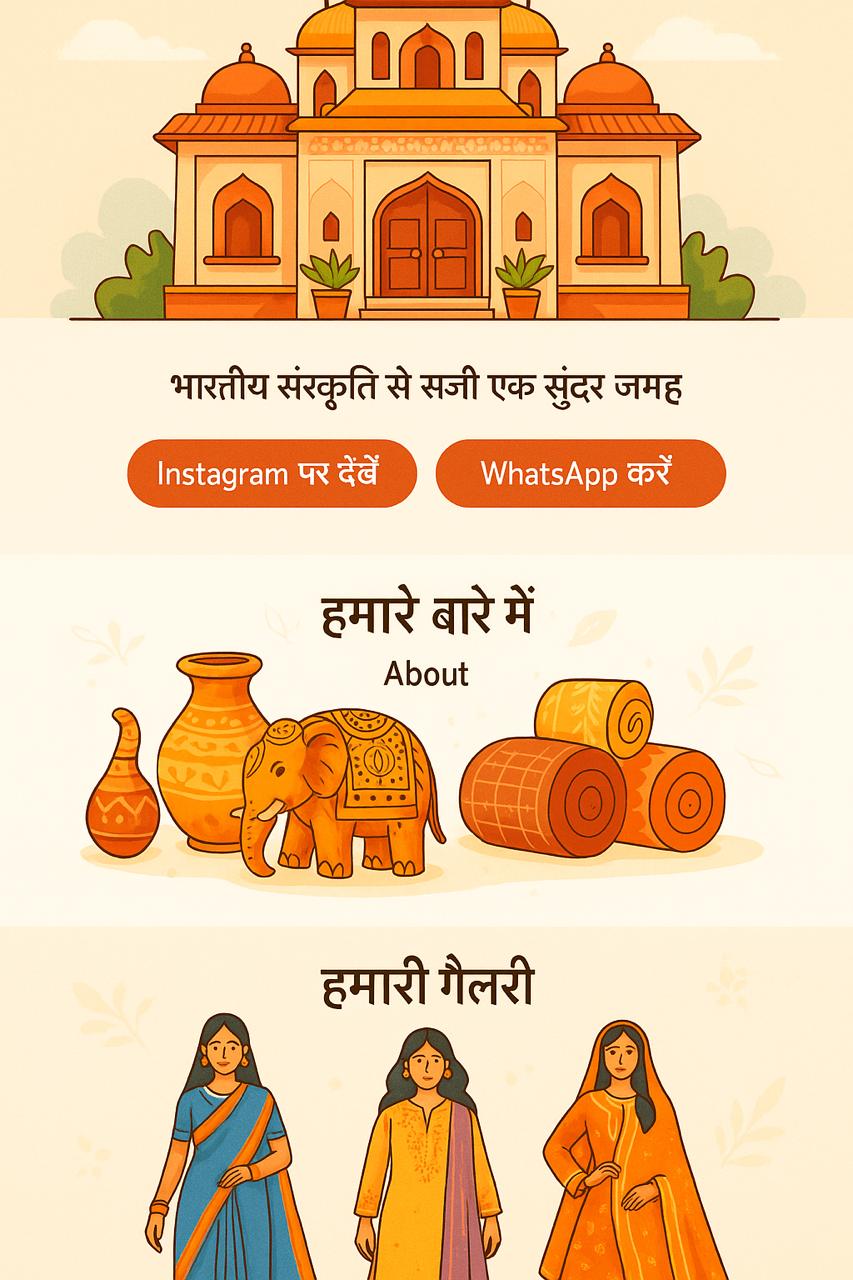 भारतीय संरकृति से सजी एक सुंदर जमह
Instagram पर देंखेंं
WhatsApp करें
हमारे बारे में
About
हमारी गैलरी